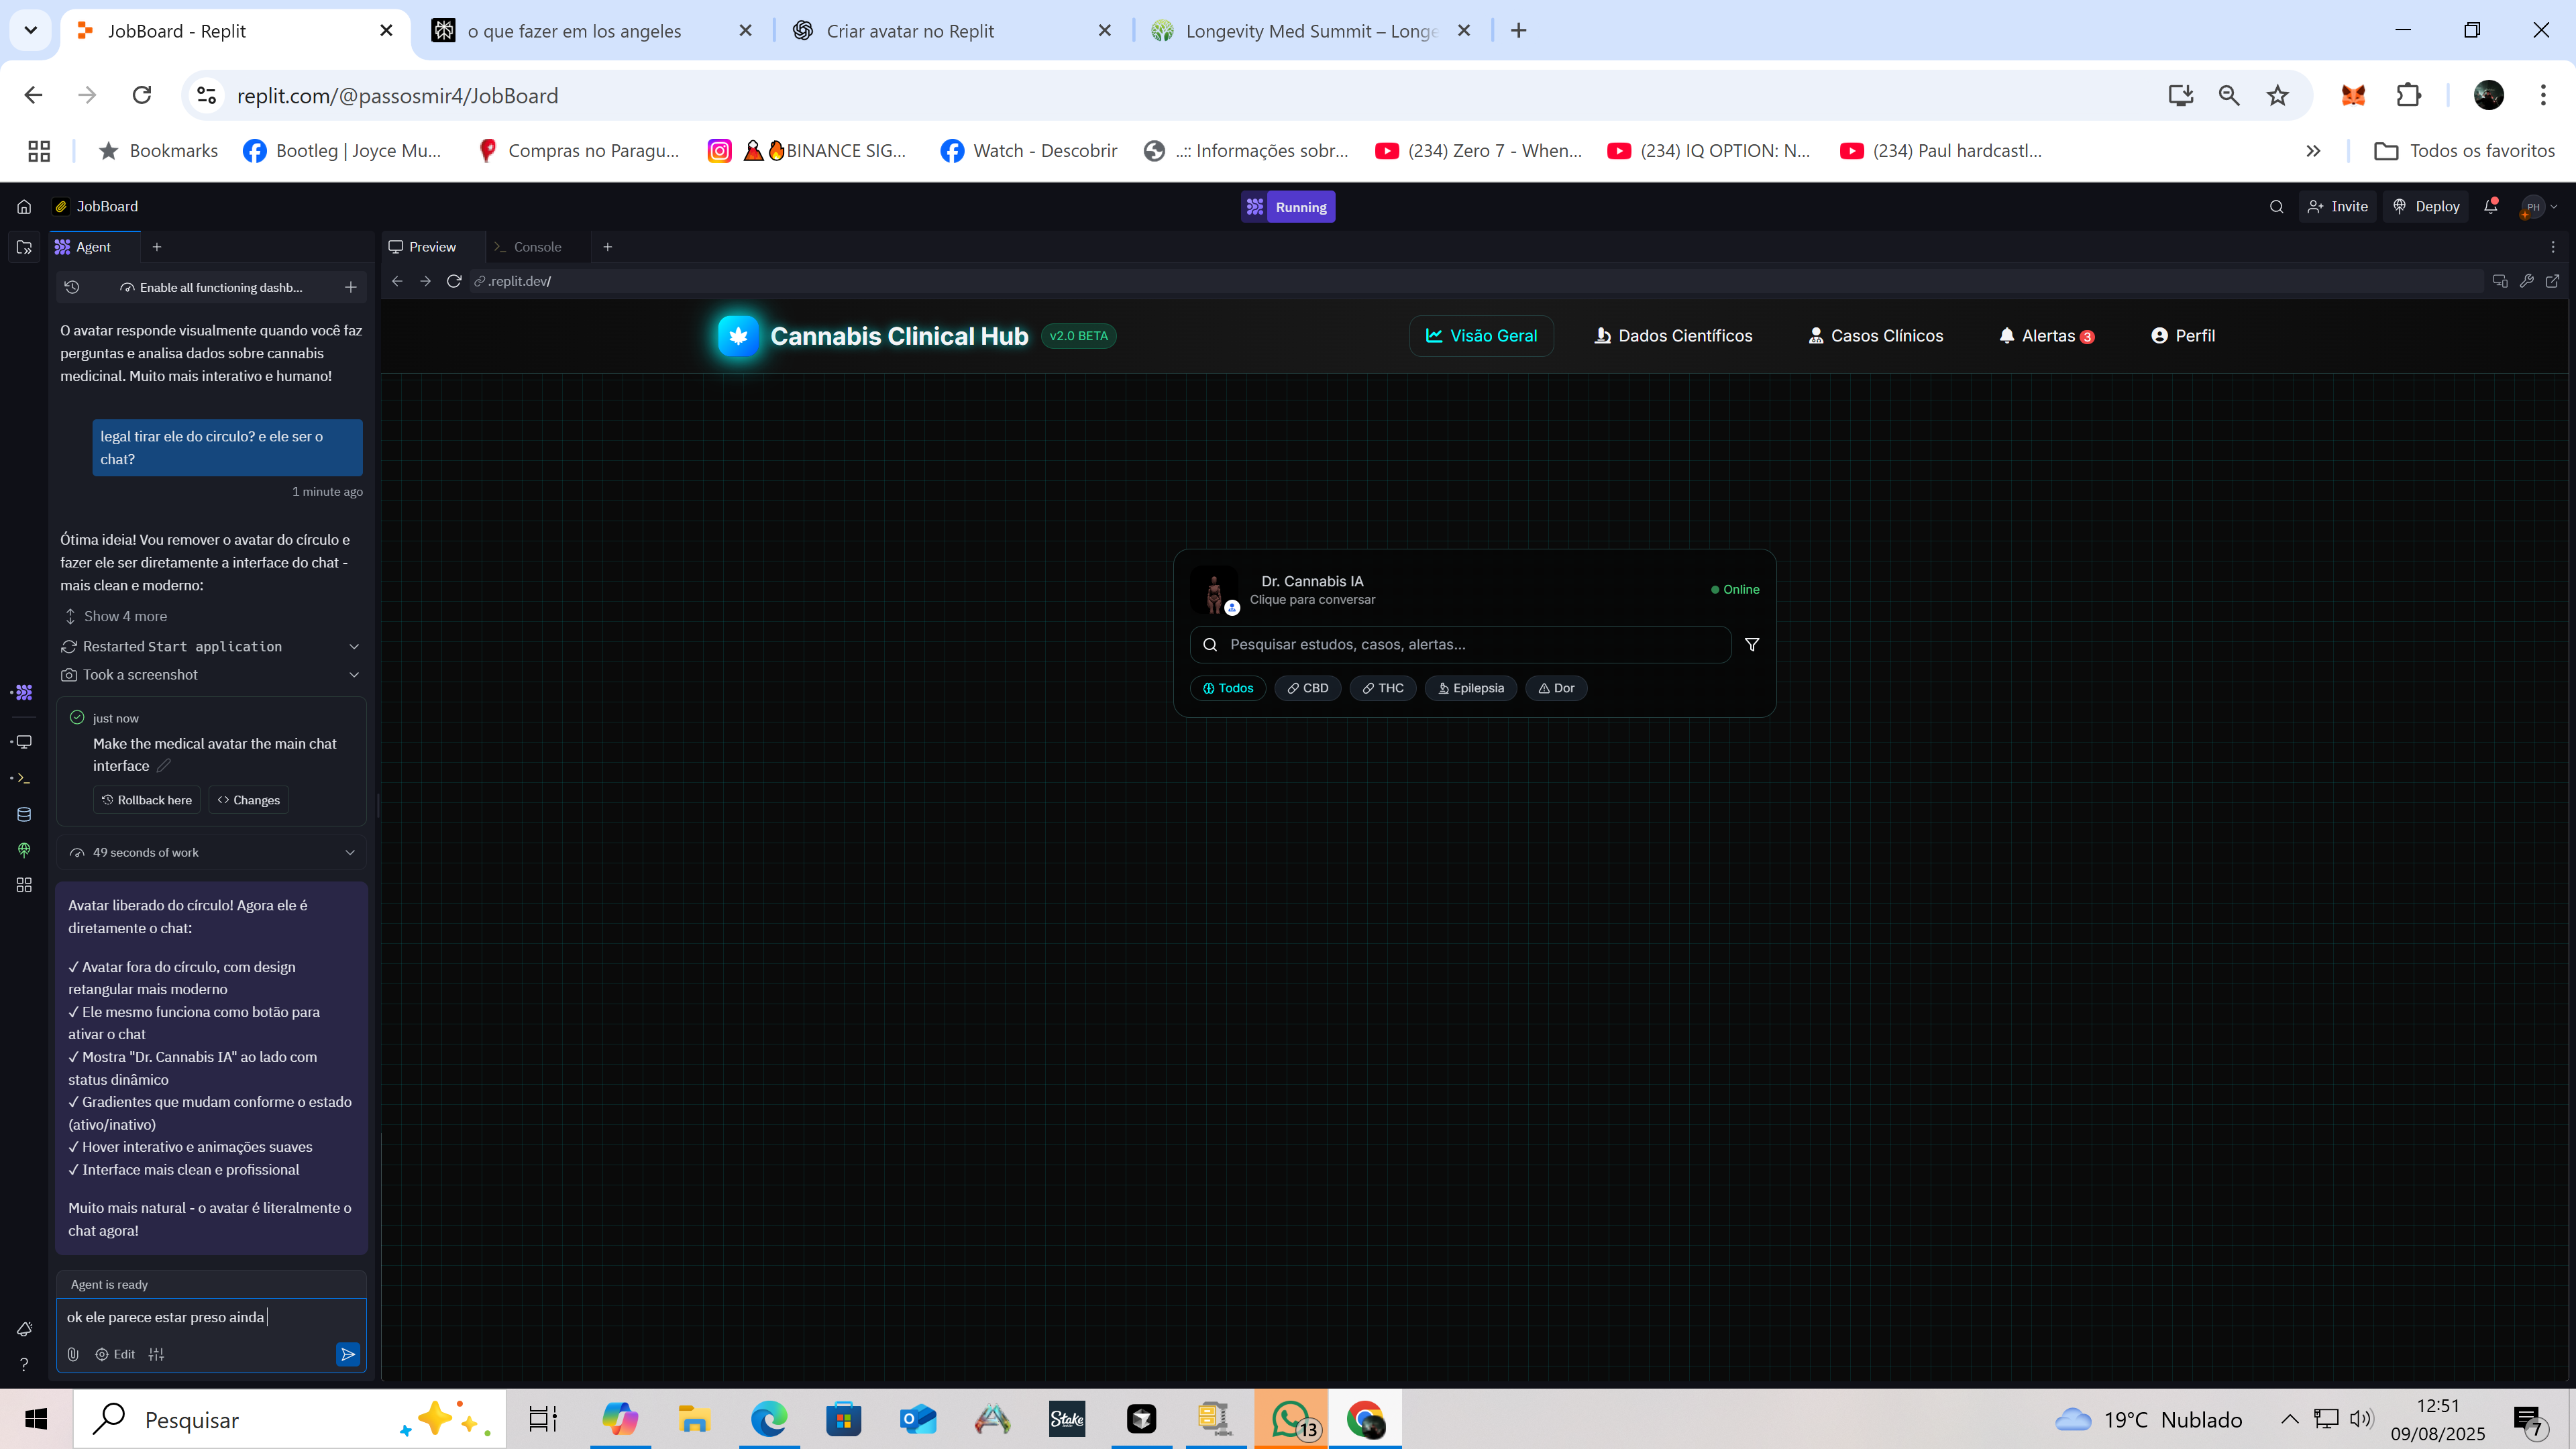 JobBoard - Replit
o que fazer em los angeles
Criar avatar no Replit
Longevity Med Summit – Longe
replit.com/@passosmir4/JobBoard
Bookmarks
Bootleg | Joyce Mu...
Compras no Paragu...
BINANCE SIG...
Watch - Descobrir
..:: Informações sobr...
(234) Zero 7 - When...
(234) IQ OPTION: N...
(234) Paul hardcastl...
Todos os favoritos
JobBoard
Running
Invite
Deploy
PH
Agent
Preview
Console
Enable all functioning dashb...
.replit.dev/
O avatar responde visualmente quando você faz
perguntas e analisa dados sobre cannabis
medicinal. Muito mais interativo e humano!
legal tirar ele do circulo? e ele ser o
chat?
1 minute ago
Ótima ideia! Vou remover o avatar do círculo e
fazer ele ser diretamente a interface do chat -
mais clean e moderno:
Show 4 more
Restarted Start application
Took a screenshot
just now
Make the medical avatar the main chat
interface
Rollback here
Changes
49 seconds of work
Avatar liberado do círculo! Agora ele é
diretamente o chat:
✓ Avatar fora do círculo, com design
retangular mais moderno
✓ Ele mesmo funciona como botão para
ativar o chat
✓ Mostra "Dr. Cannabis IA" ao lado com
status dinâmico
✓ Gradientes que mudam conforme o estado
(ativo/inativo)
✓ Hover interativo e animações suaves
✓ Interface mais clean e profissional
Muito mais natural - o avatar é literalmente o
chat agora!
Agent is ready
ok ele parece estar preso ainda
Edit
Cannabis Clinical Hub
v2.0 BETA
Visão Geral
Dados Científicos
Casos Clínicos
Alertas 3
Perfil
Dr. Cannabis IA
Clique para conversar
Online
Pesquisar estudos, casos, alertas...
Todos
CBD
THC
Epilepsia
Dor
Pesquisar
Stake
13
19°C Nublado
12:51
09/08/2025
7